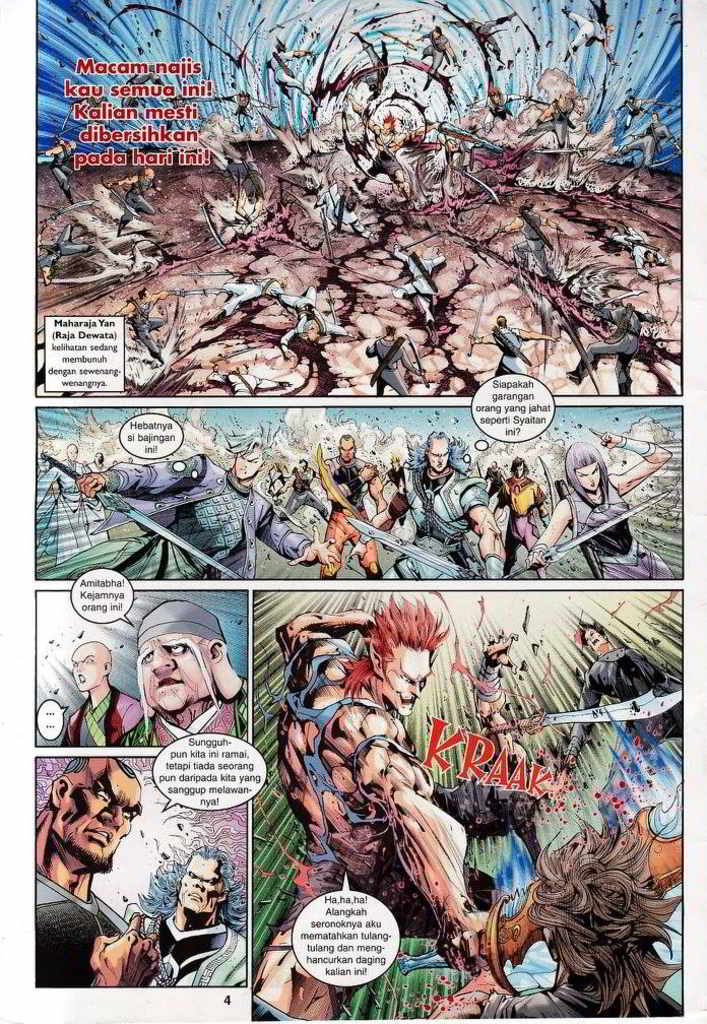 Macam najis
kau semua ini!
Kalian mesti
dibersihkan
pada hari ini!
Maharaja Yan
(Raja Dewata)
kelihatan sedang
membunuh
dengan sewenang-
wenangnya.
Hebatnya
si bajingan
ini!
Siapakah
garangan
orang yang jahat
seperti Syaitan
ini?
Amitabha!
Kejamnya
orang ini!
...
...
Sungguh-
pun kita ini ramai,
tetapi tiada seorang
pun daripada kita yang
sanggup melawan-
nya!
KRAAK
Ha,ha,ha!
Alangkah
seronoknya aku
mematahkan tulang-
tulang dan meng-
hancurkan daging
kalian ini!
4